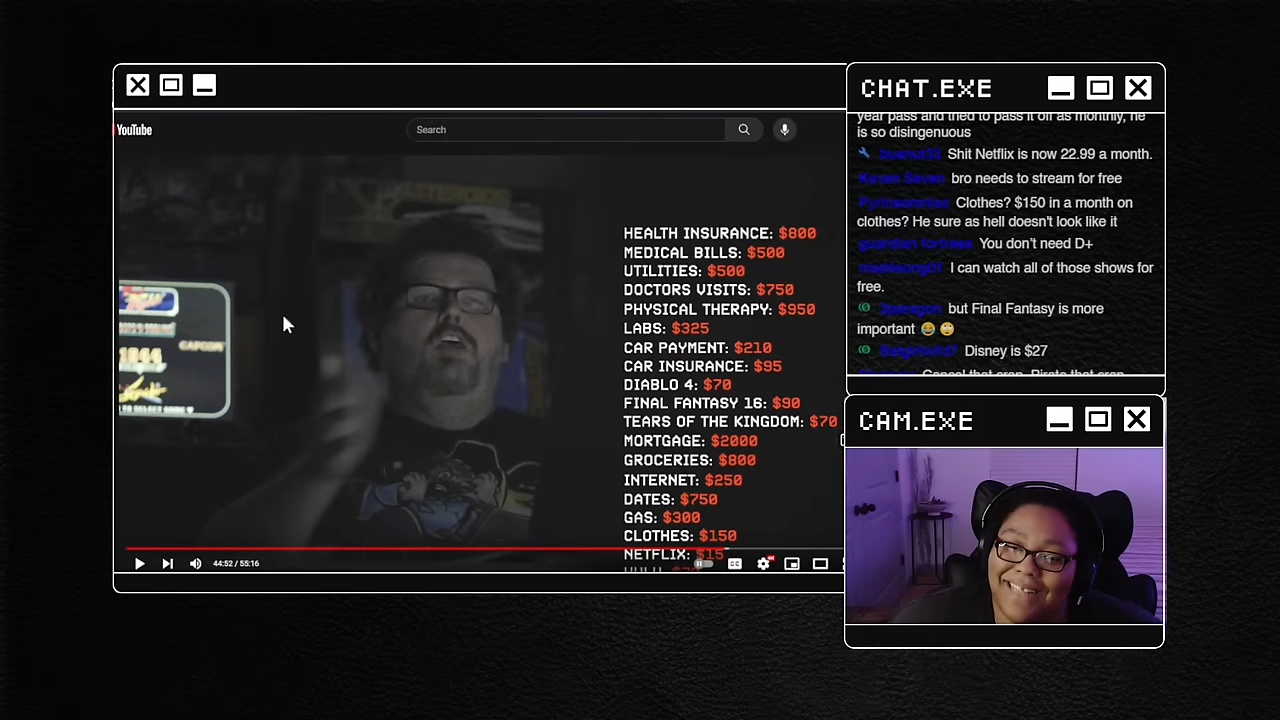 YouTube
Search
HEALTH INSURANCE: $800
MEDICAL BILLS: $500
UTILITIES: $500
DOCTORS VISITS: $750
PHYSICAL THERAPY: $950
LABS: $325
CAR PAYMENT: $210
CAR INSURANCE: $95
DIABLO 4: $70
FINAL FANTASY 16: $90
TEARS OF THE KINGDOM: $70
MORTGAGE: $2000
GROCERIES: $800
INTERNET: $250
DATES: $750
GAS: $300
CLOTHES: $150
NETFLIX: $15
CAPCOM
44:52 / 55:16
CHAT.EXE
year pass and tried to pass it off as monthly, he
is so disingenuous
Shit Netflix is now 22.99 a month.
bro needs to stream for free
Clothes? $150 in a month on
clothes? He sure as hell doesn't look like it
You don't need D+
I can watch all of those shows for
free.
but Final Fantasy is more
important
Disney is $27
Cancel that crap. Pirate that crap
CAM.EXE